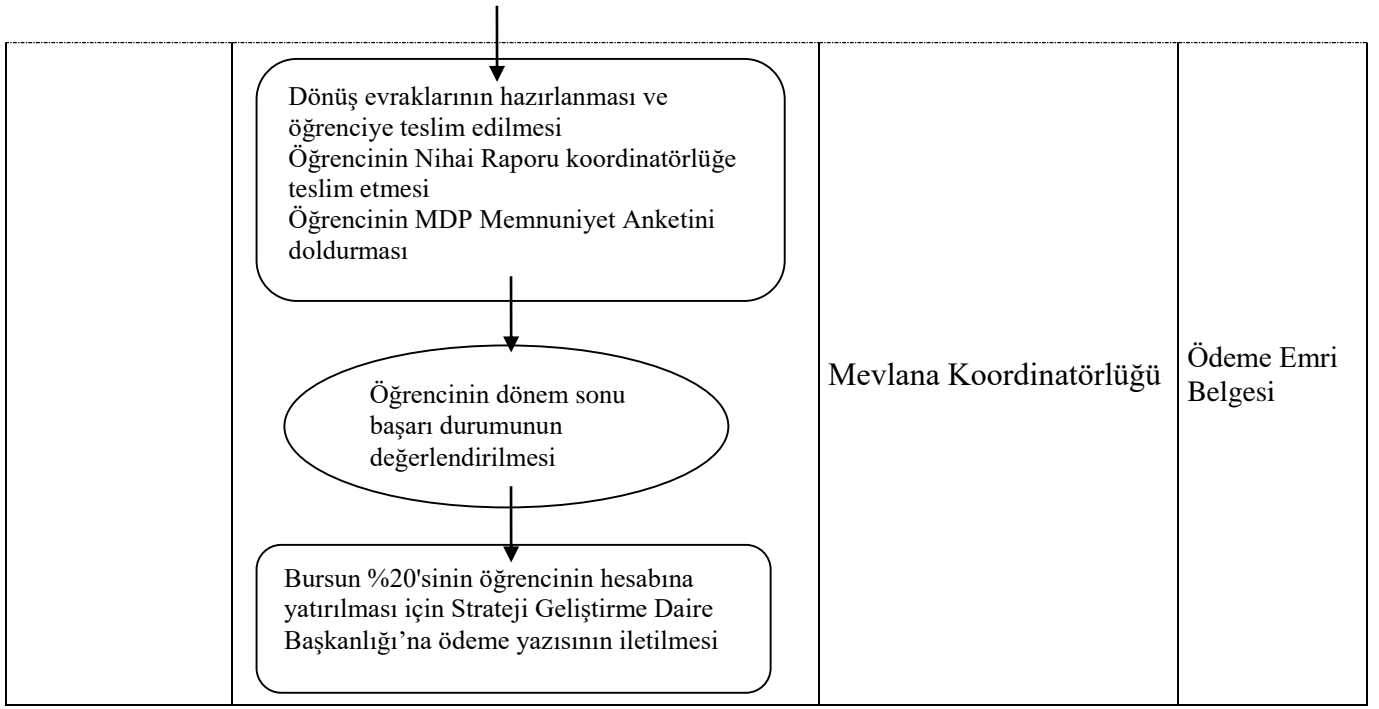 Dönüş evraklarının hazırlanması ve
öğrenciye teslim edilmesi
Öğrencinin Nihai Raporu koordinatörlüğe
teslim etmesi
Öğrencinin MDP Memnuniyet Anketini
doldurması
Öğrencinin dönem sonu
başarı durumunun
değerlendirilmesi
Bursun %20'sinin öğrencinin hesabına
yatırılması için Strateji Geliştirme Daire
Başkanlığı’na ödeme yazısının iletilmesi
Mevlana Koordinatörlüğü
Ödeme Emri
Belgesi